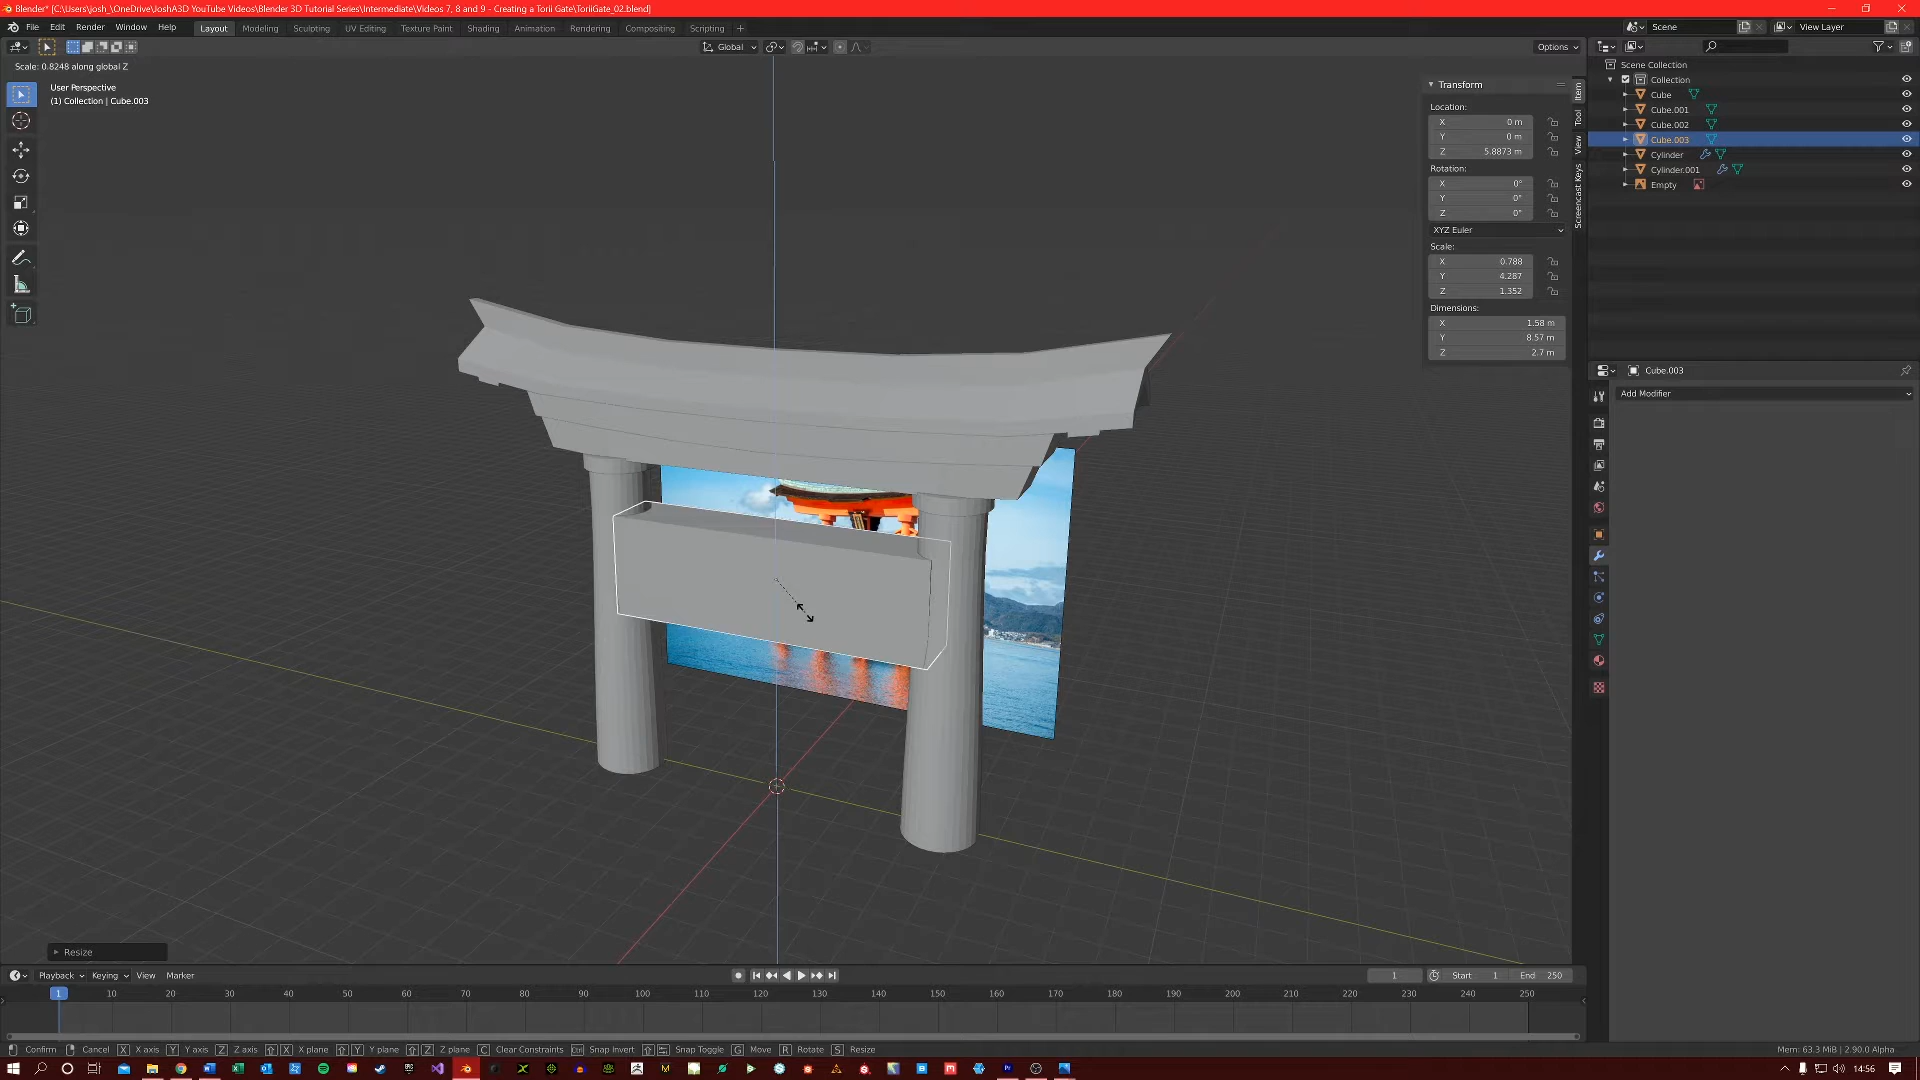 Blender* [C:\Users\josh_\OneDrive\JoshA3D YouTube Videos\Blender 3D Tutorial Series\Intermediate\Videos 7, 8 and 9 - Creating a Torii Gate\ToriiGate_02.blend]
File Edit Render Window Help Layout Modeling Sculpting UV Editing Texture Paint Shading Animation Rendering Compositing Scripting + Scene View Layer
Global Options
Scale: 0.8248 along global Z
User Perspective
(1) Collection | Cube.003
Transform
Location:
X 0 m
Y 0 m
Z 5.8873 m
Rotation:
X 0°
Y 0°
Z 0°
XYZ Euler
Scale:
X 0.788
Y 4.287
Z 1.352
Dimensions:
X 1.58 m
Y 8.57 m
Z 2.7 m
Item
Tool
View
Screencast Keys
Scene Collection
Collection
Cube
Cube.001
Cube.002
Cube.003
Cylinder
Cylinder.001
Empty
Cube.003
Add Modifier
Resize
Playback Keying View Marker 1 Start 1 End 250
1 10 20 30 40 50 60 70 80 90 100 110 120 130 140 150 160 170 180 190 200 210 220 230 240 250
Confirm Cancel X X axis Y Y axis Z Z axis X X plane Y Y plane Z Z plane C Clear Constraints Ctrl Snap Invert Snap Toggle G Move R Rotate S Resize Mem: 63.3 MiB | 2.90.0 Alpha
14:56